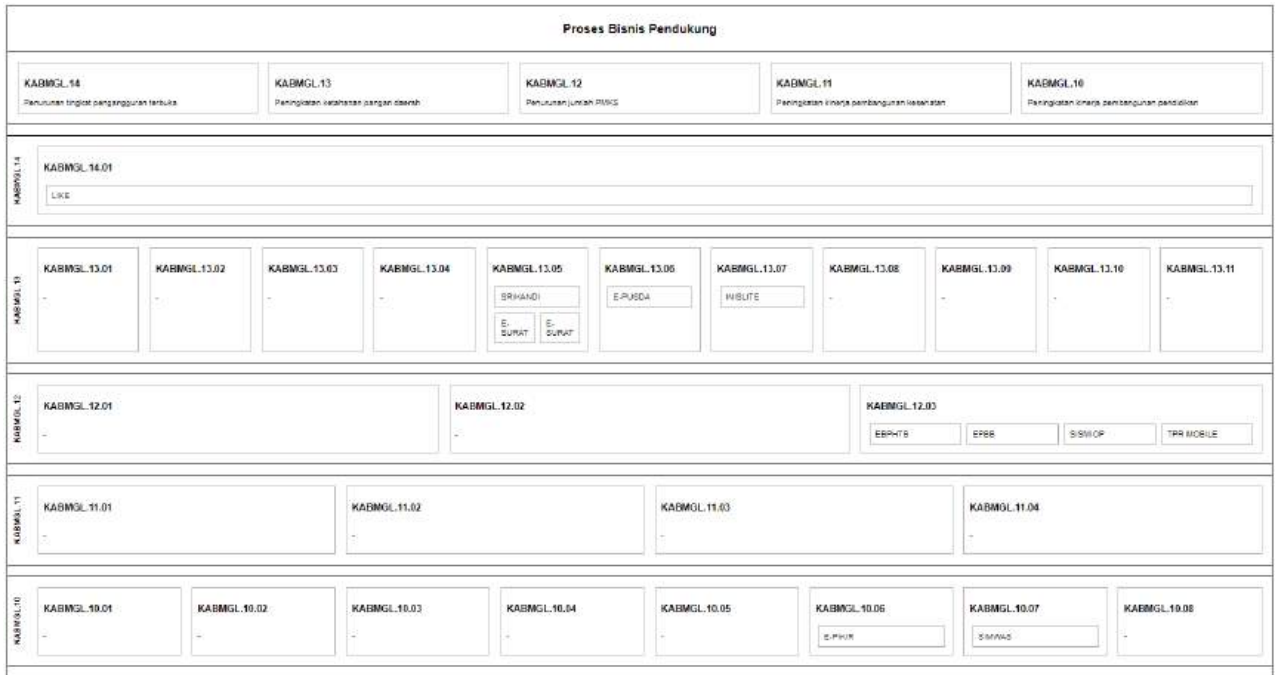 Proses Bisnis Pendukung
KABMGL.14
Penurunan tingkat pengangguran terbuka
KABMGL.13
Peningkatan ketahanan pangan daerah
KABMGL.12
Penurunan jumlah PMKS
KABMGL.11
Peningkatan kinerja pembangunan kesehatan
KABMGL.10
Peningkatan kinerja pembangunan pendidikan
KABMGL.14
KABMGL.14.01
LIKE
KABMGL.13
KABMGL.13.01
-
KABMGL.13.02
-
KABMGL.13.03
-
KABMGL.13.04
-
KABMGL.13.05
SRIKANDI
E-
SURAT
E-
SURAT
KABMGL.13.06
E-PUSDA
KABMGL.13.07
INISLITE
KABMGL.13.08
-
KABMGL.13.09
-
KABMGL.13.10
-
KABMGL.13.11
-
KABMGL.12
KABMGL.12.01
-
KABMGL.12.02
-
KABMGL.12.03
EBPHTB
EPBB
SISMIOP
TPR MOBILE
KABMGL.11
KABMGL.11.01
-
KABMGL.11.02
-
KABMGL.11.03
-
KABMGL.11.04
-
KABMGL.10
KABMGL.10.01
-
KABMGL.10.02
-
KABMGL.10.03
-
KABMGL.10.04
-
KABMGL.10.05
-
KABMGL.10.06
E-PIKIR
KABMGL.10.07
SIMWAS
KABMGL.10.08
-